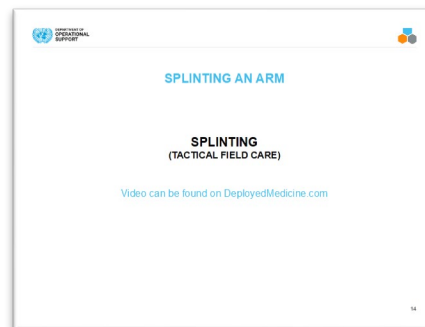 DEPARTMENT OF
OPERATIONAL
SUPPORT
SPLINTING AN ARM
SPLINTING
(TACTICAL FIELD CARE)
Video can be found on DeployedMedicine.com
14